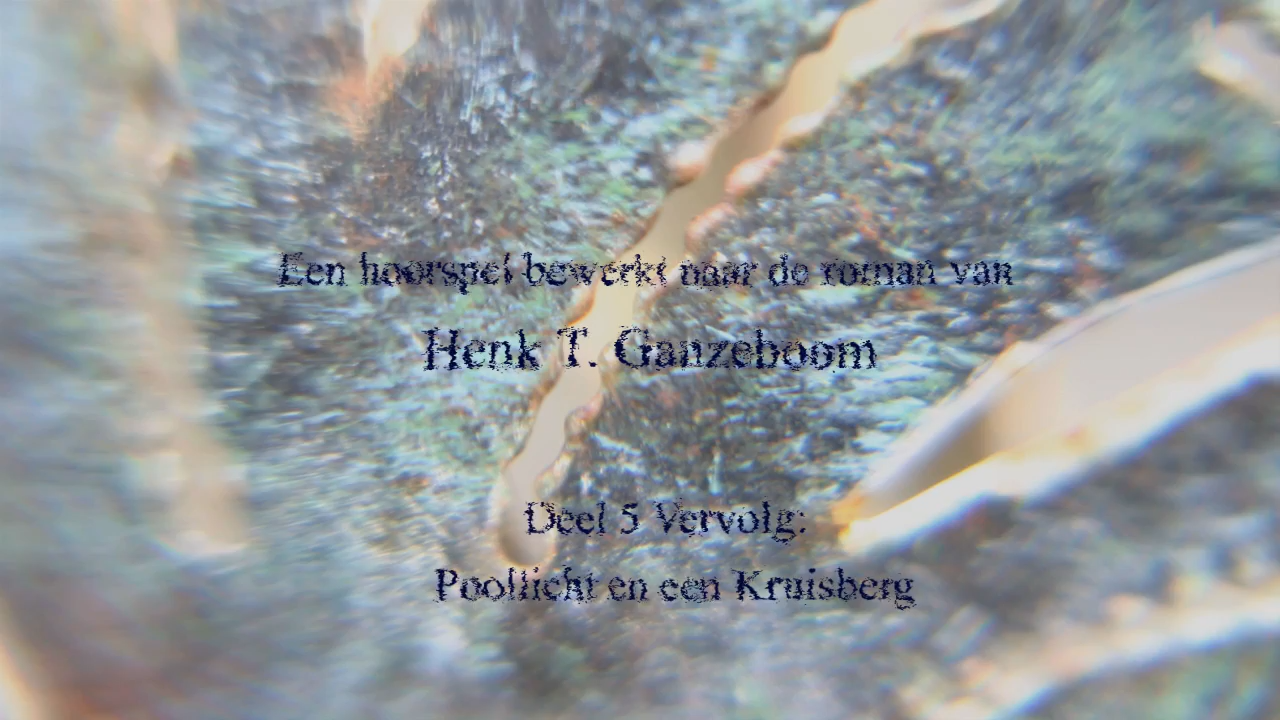 Een hoorspel bewerkt naar de roman van
Henk T. Ganzeboom
Deel 5 Vervolg:
Poollicht en een Kruisberg